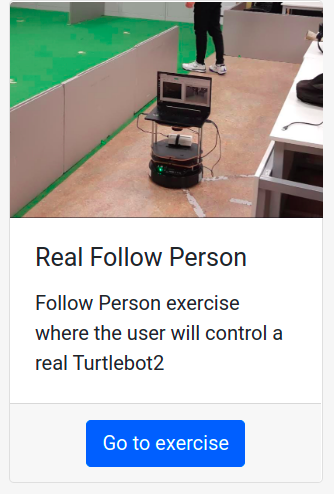 Real Follow Person
Follow Person exercise
where the user will control a
real Turtlebot2
Go to exercise